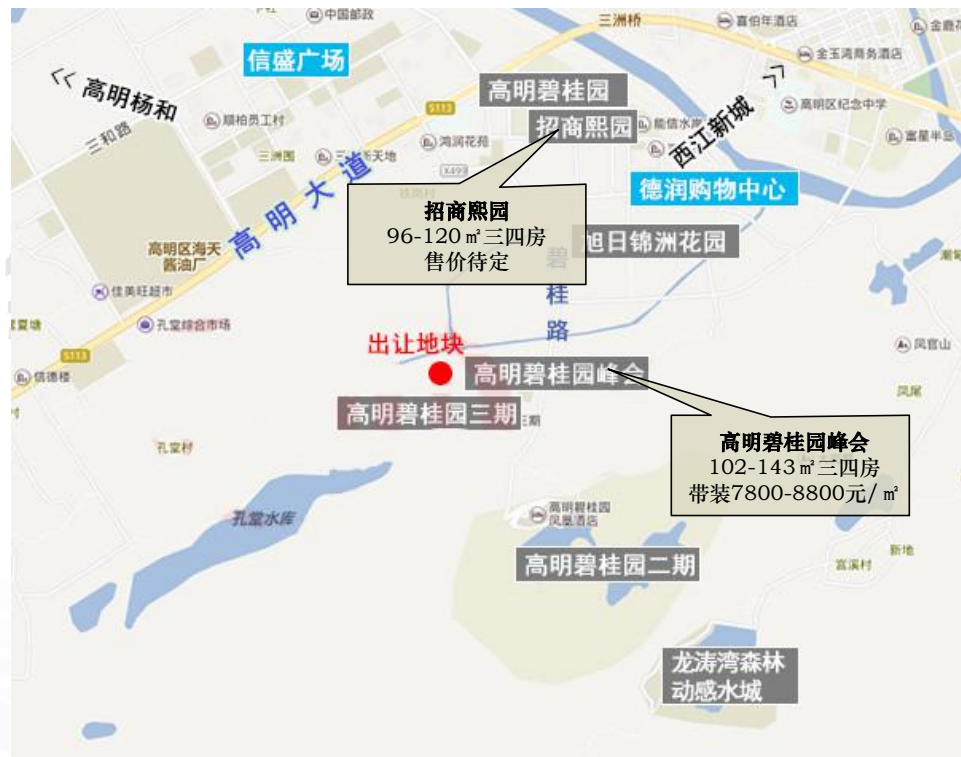 中国邮政
三洲桥
喜伯年酒店
金鹿花
信盛广场
金玉湾商务酒店
<< 高明杨和
S113
高明碧桂园
>>
高明区纪念中学
顺柏员工村
招商熙园
能信水岸
西江新城
三和路
鸿润花苑
富星半岛
三洲圩
X499
德润购物中心
高明大道
招商熙园
96-120㎡三四房
售价待定
旭日锦洲花园
高明区海天
酱油厂
碧桂路
佳美旺超市
孔堂综合市场
出让地块
凤官山
S113
信德楼
高明碧桂园峰会
凤尾
高明碧桂园三期
三期
高明碧桂园峰会
102-143㎡三四房
带装7800-8800元/㎡
孔堂村
孔堂水库
高明碧桂园
凤凰酒店
高明碧桂园二期
新地
宫溪村
龙涛湾森林
动感水城